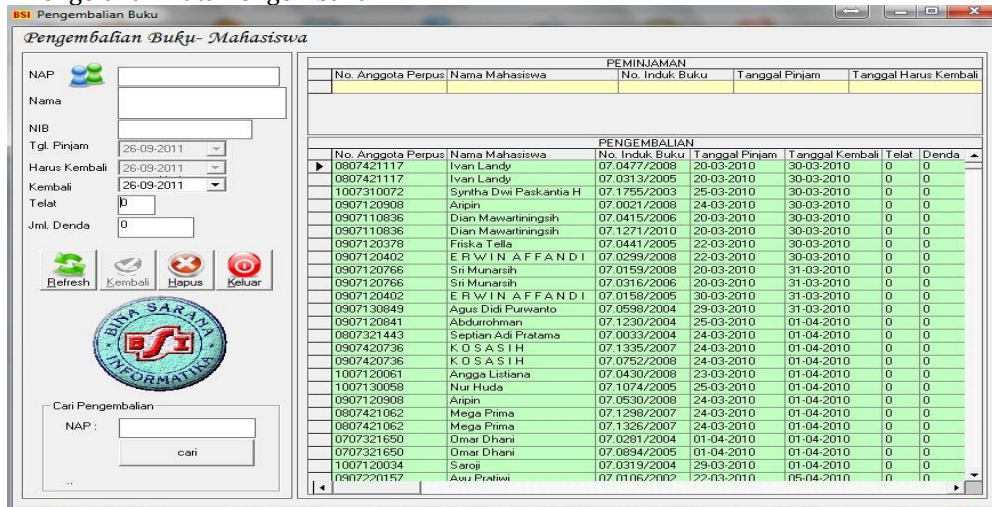 BSI Pengembalian Buku
Pengembalian Buku- Mahasiswa
NAP
Nama
NIB
Tgl. Pinjam 26-09-2011
Harus Kembali 26-09-2011
Kembali 26-09-2011
Telat 0
Jml. Denda 0
Refresh Kembali Hapus Keluar
BINA SARANA
BSI
INFORMATIKA
Cari Pengembalian
NAP :
cari
..
PEMINJAMAN
No. Anggota Perpus Nama Mahasiswa No. Induk Buku Tanggal Pinjam Tanggal Harus Kembali
PENGEMBALIAN
No. Anggota Perpus Nama Mahasiswa No. Induk Buku Tanggal Pinjam Tanggal Kembali Telat Denda
0807421117 Ivan Landy 07.0477/2008 20-03-2010 30-03-2010 0 0
0807421117 Ivan Landy 07.0313/2005 20-03-2010 30-03-2010 0 0
1007310072 Syntha Dwi Paskantia H 07.1755/2003 25-03-2010 30-03-2010 0 0
0907120908 Aripin 07.0021/2008 24-03-2010 30-03-2010 0 0
0907110836 Dian Mawartiningsih 07.0415/2006 20-03-2010 30-03-2010 0 0
0907110836 Dian Mawartiningsih 07.1271/2010 20-03-2010 30-03-2010 0 0
0907120378 Friska Tella 07.0441/2005 22-03-2010 30-03-2010 0 0
0907120402 E R W I N A F F A N D I 07.0299/2008 22-03-2010 30-03-2010 0 0
0907120766 Sri Munarsih 07.0159/2008 20-03-2010 31-03-2010 0 0
0907120766 Sri Munarsih 07.0316/2006 20-03-2010 31-03-2010 0 0
0907120402 E R W I N A F F A N D I 07.0158/2005 30-03-2010 31-03-2010 0 0
0907130849 Agus Didi Purwanto 07.0598/2004 29-03-2010 31-03-2010 0 0
0907120841 Abdurrohman 07.1230/2004 25-03-2010 01-04-2010 0 0
0807321443 Septian Adi Pratama 07.0033/2004 24-03-2010 01-04-2010 0 0
0907420736 K O S A S I H 07.1335/2007 24-03-2010 01-04-2010 0 0
0907420736 K O S A S I H 07.0752/2008 24-03-2010 01-04-2010 0 0
1007120061 Angga Listiana 07.0430/2008 23-03-2010 01-04-2010 0 0
1007130058 Nur Huda 07.1074/2005 25-03-2010 01-04-2010 0 0
0907120908 Aripin 07.0530/2008 24-03-2010 01-04-2010 0 0
0807421062 Mega Prima 07.1298/2007 24-03-2010 01-04-2010 0 0
0807421062 Mega Prima 07.1326/2007 24-03-2010 01-04-2010 0 0
0707321650 Omar Dhani 07.0281/2004 01-04-2010 01-04-2010 0 0
0707321650 Omar Dhani 07.0894/2005 01-04-2010 01-04-2010 0 0
1007120034 Saroji 07.0319/2004 29-03-2010 01-04-2010 0 0
0907220157 Ayu Pratiwi 07.0106/2002 22-03-2010 05-04-2010 0 0